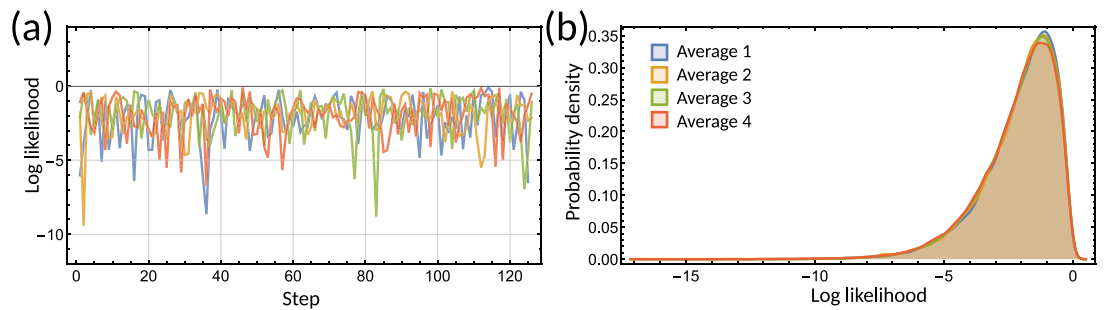 (a)
Log likelihood
0
−5
−10
0 20 40 60 80 100 120
Step
(b)
Probability density
0.35
0.30
0.25
0.20
0.15
0.10
0.05
0.00
Average 1
Average 2
Average 3
Average 4
−15 −10 −5 0
Log likelihood